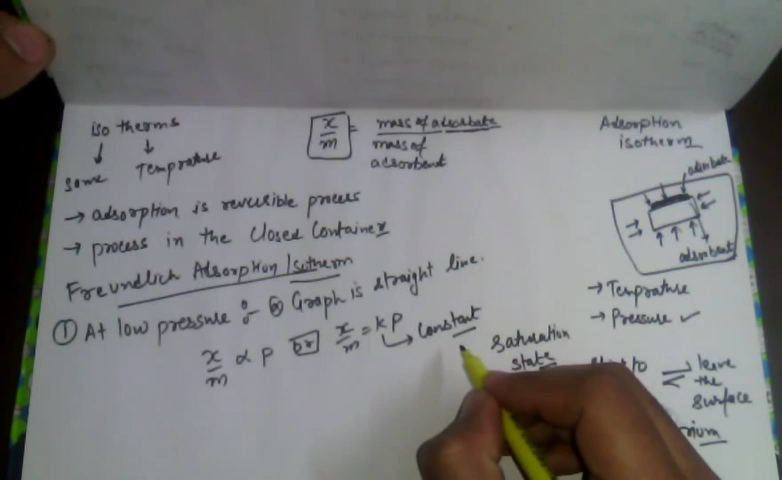 iso therms
↓ ↓
same Temprature
x/m = mass of adsorbate
mass of
adsorbent
Adsorption
isotherm
adsorbate
adsorbent
→ adsorption is reversible process
→ process in the Closed Container
Freundlich Adsorption Isotherm
① At low pressure : Graph is straight line.
x/m ∝ P or x/m = KP
→ Constant
→ Temprature
→ Pressure ✓
Saturation
state
leave
the
surface